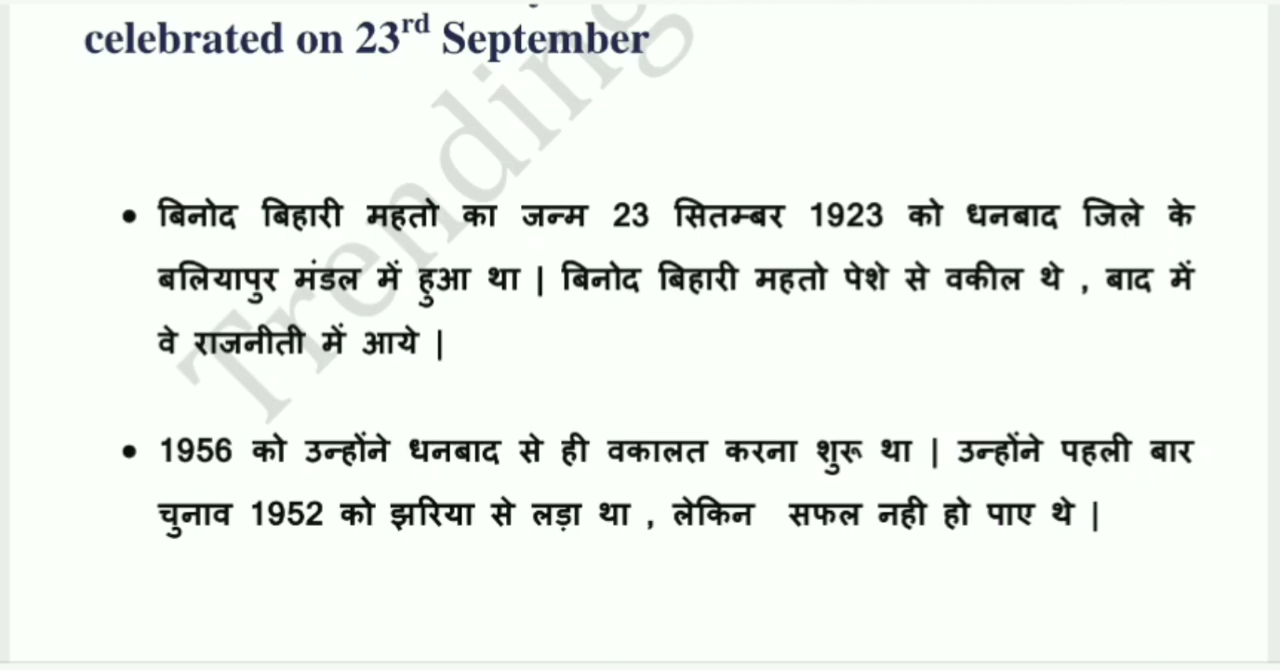 celebrated on 23rd September
बिनोद बिहारी महतो का जन्म 23 सितम्बर 1923 को धनबाद जिले के
बलियापुर मंडल में हुआ था | बिनोद बिहारी महतो पेशे से वकील थे , बाद में
वे राजनीती में आये |
1956 को उन्होंने धनबाद से ही वकालत करना शुरू था | उन्होंने पहली बार
चुनाव 1952 को झरिया से लड़ा था , लेकिन सफल नही हो पाए थे |
Trending